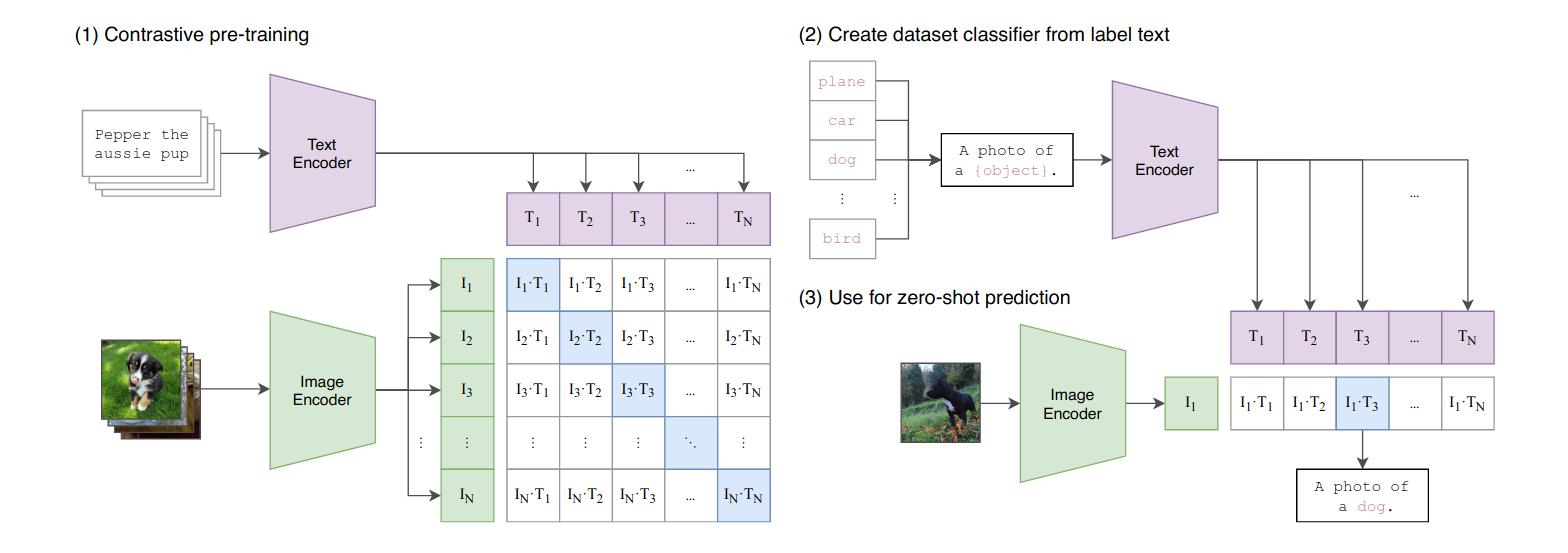 (1) Contrastive pre-training
Pepper the
aussie pup
Text
Encoder
...
T1 T2 T3 ... TN
Image
Encoder
I1 I1·T1 I1·T2 I1·T3 ... I1·TN
I2 I2·T1 I2·T2 I2·T3 ... I2·TN
I3 I3·T1 I3·T2 I3·T3 ... I3·TN
⋮ ⋮ ⋮ ⋮ ⋮ ⋱ ⋮
IN IN·T1 IN·T2 IN·T3 ... IN·TN
(2) Create dataset classifier from label text
plane
car
dog
⋮ ⋮
bird
A photo of
a {object}.
Text
Encoder
...
(3) Use for zero-shot prediction
T1 T2 T3 ... TN
Image
Encoder
I1 I1·T1 I1·T2 I1·T3 ... I1·TN
A photo of
a dog.